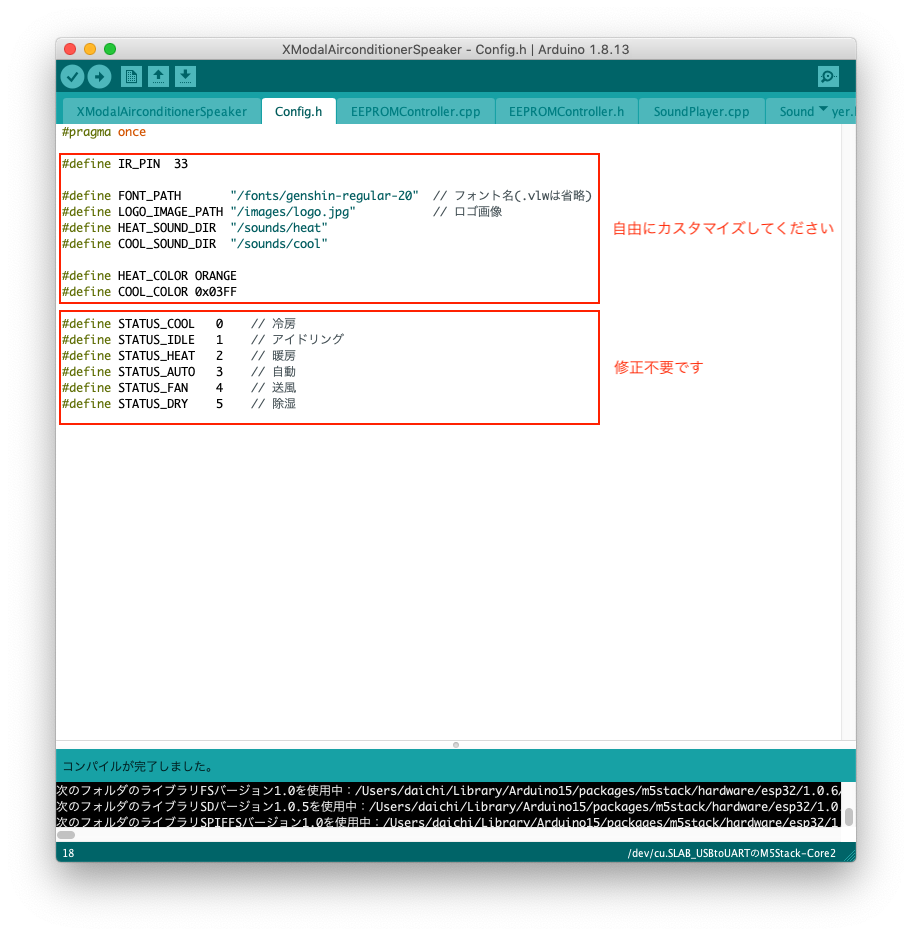 XModalAirconditionerSpeaker - Config.h | Arduino 1.8.13
XModalAirconditionerSpeaker Config.h EEPROMController.cpp EEPROMController.h SoundPlayer.cpp Sound yer.
#pragma once
#define IR_PIN 33
#define FONT_PATH "/fonts/genshin-regular-20" // フォント名(.vlwは省略)
#define LOGO_IMAGE_PATH "/images/logo.jpg" // ロゴ画像
#define HEAT_SOUND_DIR "/sounds/heat"
#define COOL_SOUND_DIR "/sounds/cool"
#define HEAT_COLOR ORANGE
#define COOL_COLOR 0x03FF
自由にカスタマイズしてください
#define STATUS_COOL 0 // 冷房
#define STATUS_IDLE 1 // アイドリング
#define STATUS_HEAT 2 // 暖房
#define STATUS_AUTO 3 // 自動
#define STATUS_FAN 4 // 送風
#define STATUS_DRY 5 // 除湿
修正不要です
コンパイルが完了しました。
次のフォルダのライブラリFSバージョン1.0を使用中：/Users/daichi/Library/Arduino15/packages/m5stack/hardware/esp32/1.0.6/
次のフォルダのライブラリSDバージョン1.0.5を使用中：/Users/daichi/Library/Arduino15/packages/m5stack/hardware/esp32/1.0
次のフォルダのライブラリSPIFFSバージョン1.0を使用中：/Users/daichi/Library/Arduino15/packages/m5stack/hardware/esp32/1
18
/dev/cu.SLAB_USBtoUARTのM5Stack-Core2